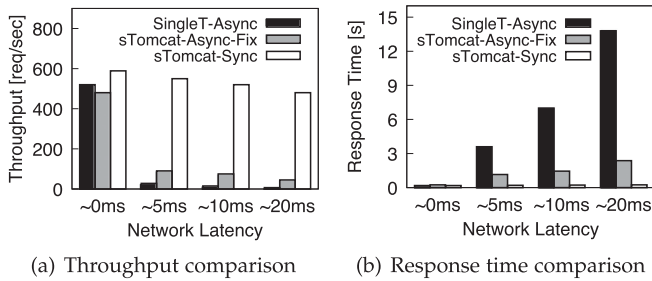 SingleT-Async
sTomcat-Async-Fix
sTomcat-Sync
Throughput [req/sec]
800
600
400
200
0
~0ms ~5ms ~10ms ~20ms
Network Latency
(a) Throughput comparison
SingleT-Async
sTomcat-Async-Fix
sTomcat-Sync
Response Time [s]
15
12
9
6
3
0
~0ms ~5ms ~10ms ~20ms
Network Latency
(b) Response time comparison